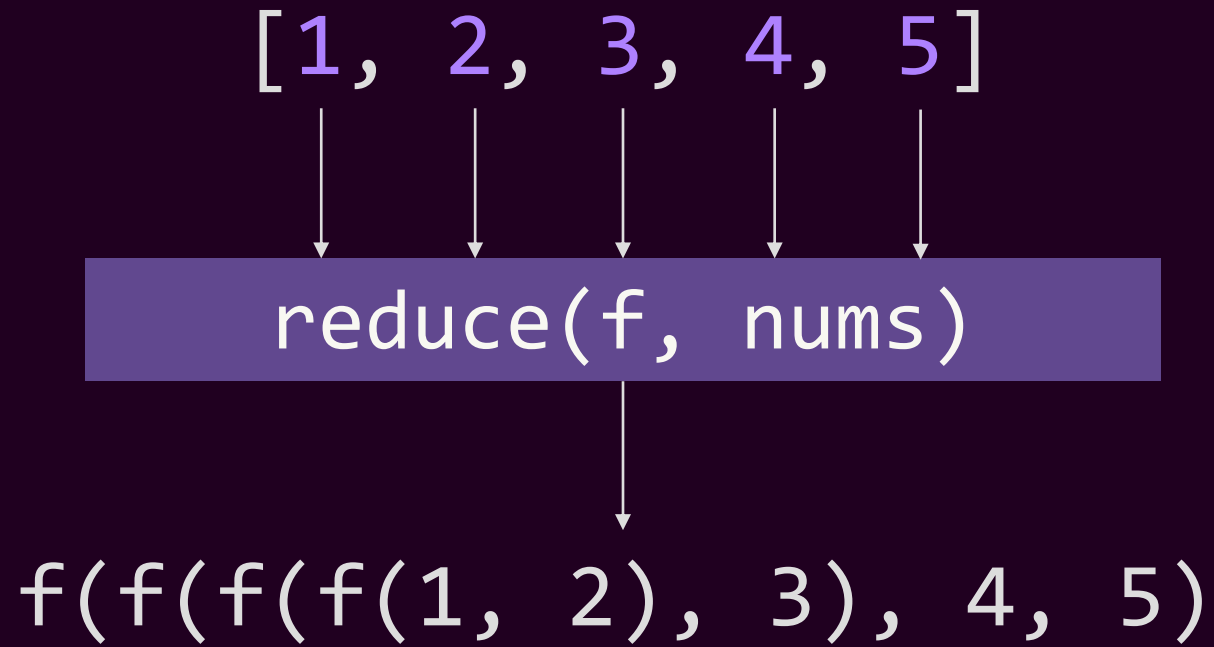 [1, 2, 3, 4, 5]
reduce(f, nums)
f(f(f(f(1, 2), 3), 4, 5)